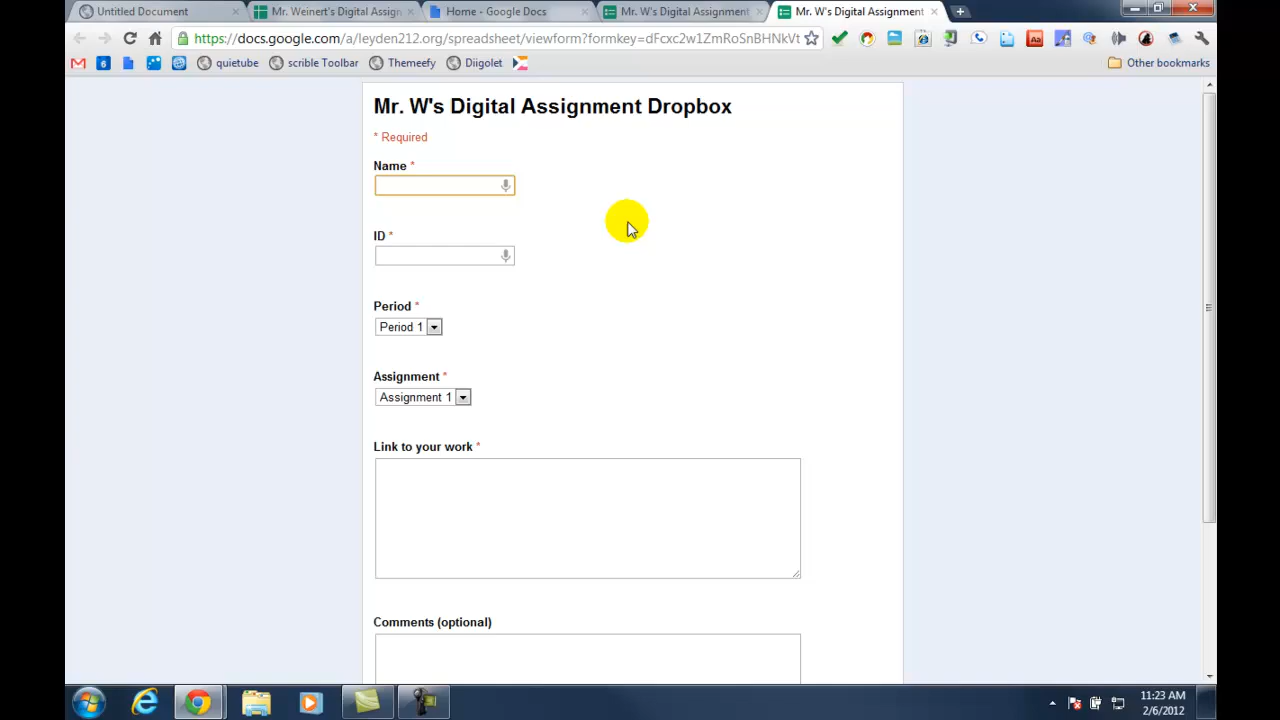 Untitled Document
Mr. Weinert's Digital Assign
Home - Google Docs
Mr. W's Digital Assignment
Mr. W's Digital Assignment
https://docs.google.com/a/leyden212.org/spreadsheet/viewform?formkey=dFcxc2w1ZmRoSnBHNkVt
6
quietube
scrible Toolbar
Themeefy
Diigolet
Other bookmarks
Mr. W's Digital Assignment Dropbox
* Required
Name *
ID *
Period *
Period 1
Assignment *
Assignment 1
Link to your work *
Comments (optional)
11:23 AM
2/6/2012